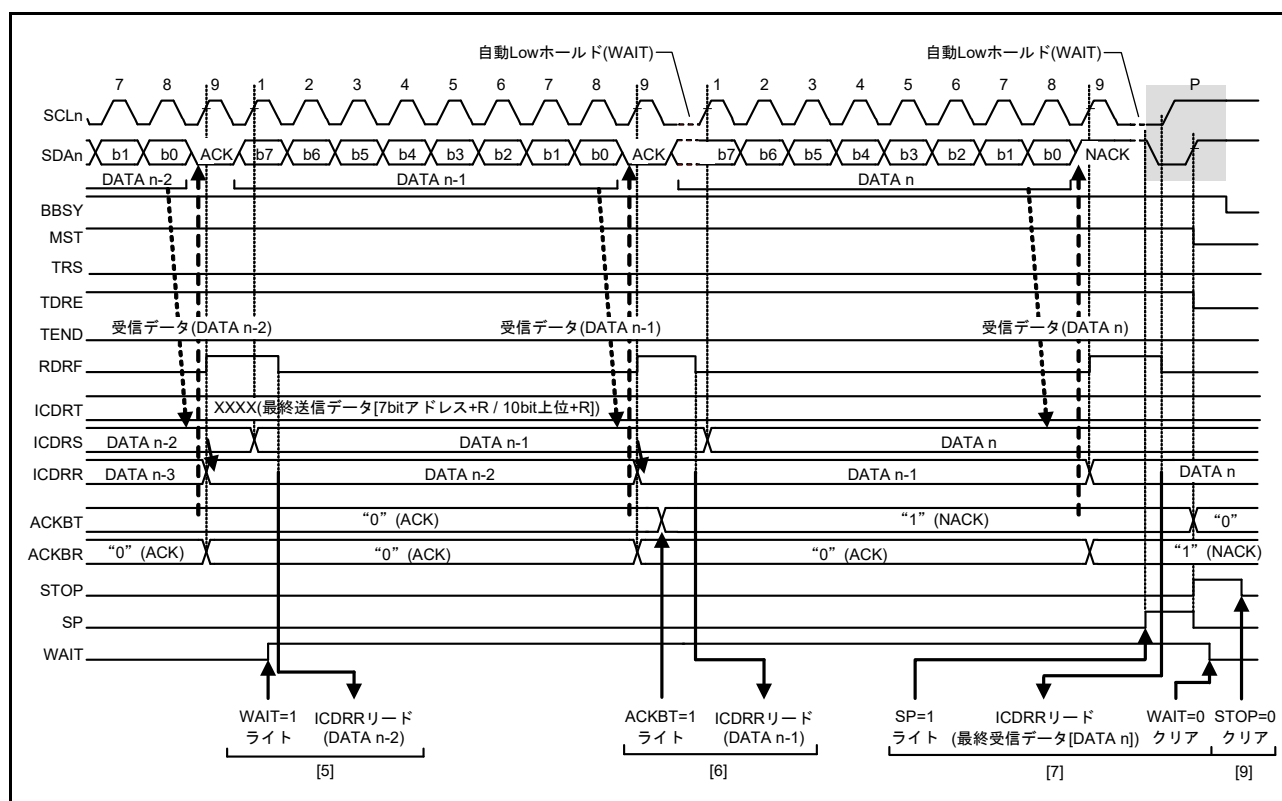 自動Lowホールド(WAIT)
自動Lowホールド(WAIT)
7 8 9 1 2 3 4 5 6 7 8 9 1 2 3 4 5 6 7 8 9 P
SCLn
SDAn b1 b0 ACK b7 b6 b5 b4 b3 b2 b1 b0 ACK b7 b6 b5 b4 b3 b2 b1 b0 NACK
DATA n-2 DATA n-1 DATA n
BBSY
MST
TRS
TDRE
TEND 受信データ(DATA n-2) 受信データ(DATA n-1) 受信データ(DATA n)
RDRF
ICDRT XXXX(最終送信データ[7bitアドレス+R / 10bit上位+R])
ICDRS DATA n-2 DATA n-1 DATA n
ICDRR DATA n-3 DATA n-2 DATA n-1 DATA n
ACKBT “0” (ACK) “1” (NACK) “0”
ACKBR “0” (ACK) “0” (ACK) “0” (ACK) “1” (NACK)
STOP
SP
WAIT
WAIT=1 ICDRRリード ACKBT=1 ICDRRリード SP=1 ICDRRリード WAIT=0 STOP=0
ライト (DATA n-2) ライト (DATA n-1) ライト (最終受信データ[DATA n]) クリア クリア
[5] [6] [7] [9]